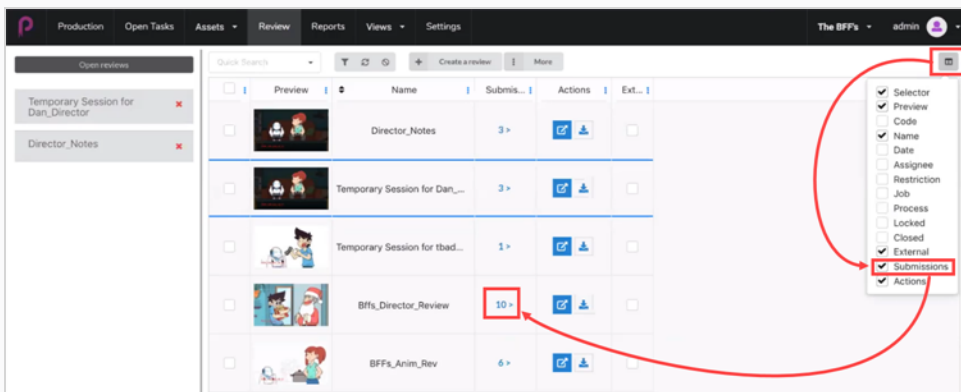 Production Open Tasks Assets Review Reports Views Settings The BFF's admin
Open reviews
Temporary Session for
Dan_Director
Director_Notes
Quick Search Create a review More
Preview Name Submis... Actions Ext...
Director_Notes 3 >
Temporary Session for Dan_... 3 >
Temporary Session for tbad... 1 >
Bffs_Director_Review 10 >
BFFs_Anim_Rev 6 >
Selector
Preview
Code
Name
Date
Assignee
Restriction
Job
Process
Locked
Closed
External
Submissions
Actions